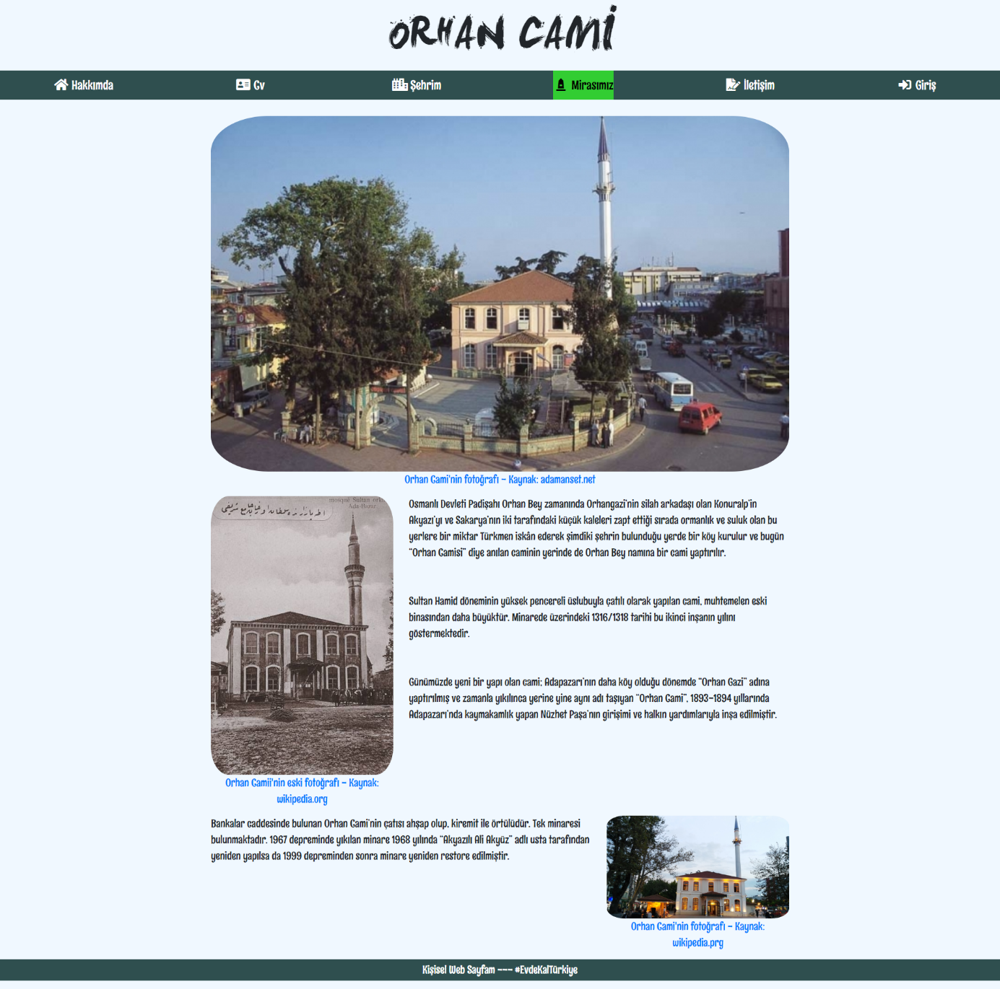 ORHAN CAMİ
Hakkımda
Cv
Şehrim
Mirasımız
İletişim
Giriş
Orhan Cami'nin fotoğrafı - Kaynak: adamanset.net
mosqué Sultan
Ada-Bazar
Osmanlı Devleti Padişahı Orhan Bey zamanında Orhangazi'nin silah arkadaşı olan Konuralp'in
Akyazı'yı ve Sakarya'nın iki tarafındaki küçük kaleleri zapt ettiği sırada ormanlık ve suluk olan bu
yerlere bir miktar Türkmen iskân ederek şimdiki şehrin bulunduğu yerde bir köy kurulur ve bugün
“Orhan Camisi” diye anılan caminin yerinde de Orhan Bey namına bir cami yaptırılır.
Sultan Hamid döneminin yüksek pencereli üslubuyla çatılı olarak yapılan cami, muhtemelen eski
binasından daha büyüktür. Minarede üzerindeki 1316/1318 tarihi bu ikinci inşanın yılını
göstermektedir.
Günümüzde yeni bir yapı olan cami; Adapazarı'nın daha köy olduğu dönemde “Orhan Gazi” adına
yaptırılmış ve zamanla yıkılınca yerine yine aynı adı taşıyan “Orhan Cami”, 1893-1894 yıllarında
Adapazarı'nda kaymakamlık yapan Nüzhet Paşa'nın girişimi ve halkın yardımlarıyla inşa edilmiştir.
Orhan Camii'nin eski fotoğrafı - Kaynak:
wikipedia.org
Bankalar caddesinde bulunan Orhan Cami'nin çatısı ahşap olup, kiremit ile örtülüdür. Tek minaresi
bulunmaktadır. 1967 depreminde yıkılan minare 1968 yılında “Akyazılı Ali Akyüz” adlı usta tarafından
yeniden yapılsa da 1999 depreminden sonra minare yeniden restore edilmiştir.
Orhan Cami'nin fotoğrafı - Kaynak:
wikipedia.prg
Kişisel Web Sayfam --- #EvdeKalTürkiye